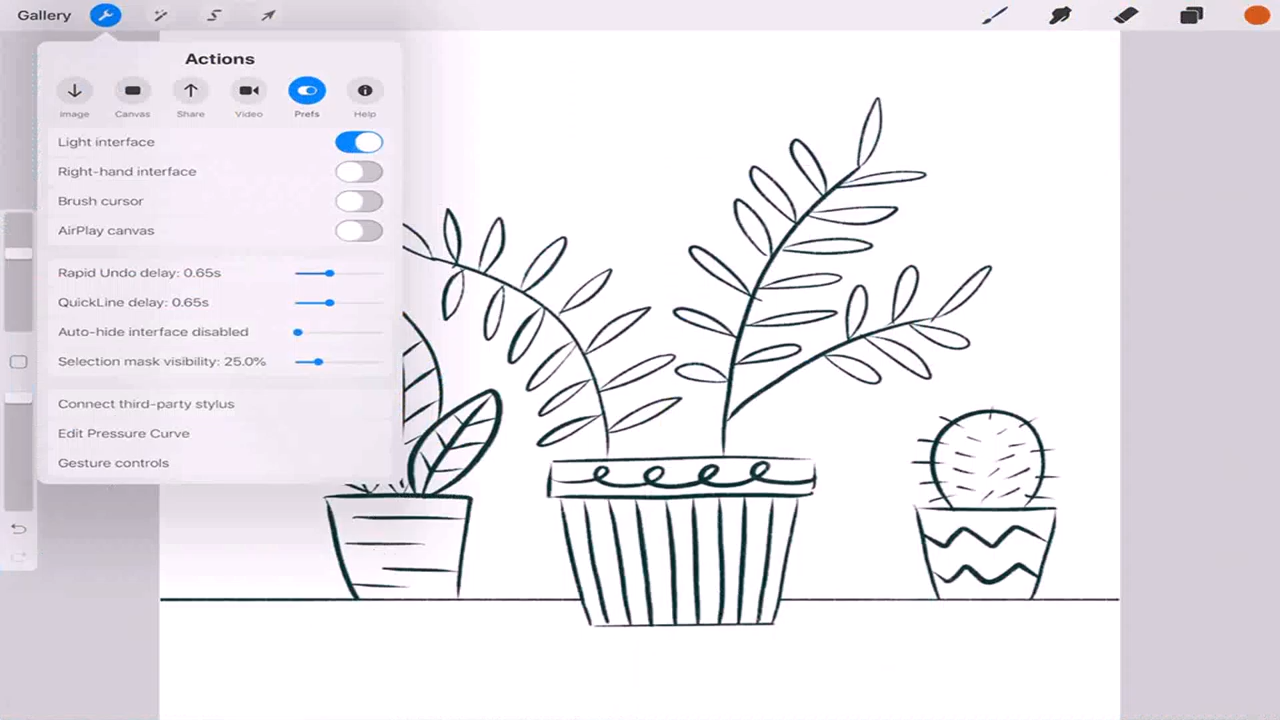 Gallery
Actions
Image Canvas Share Video Prefs Help
Light interface
Right-hand interface
Brush cursor
AirPlay canvas
Rapid Undo delay: 0.65s
QuickLine delay: 0.65s
Auto-hide interface disabled
Selection mask visibility: 25.0%
Connect third-party stylus
Edit Pressure Curve
Gesture controls